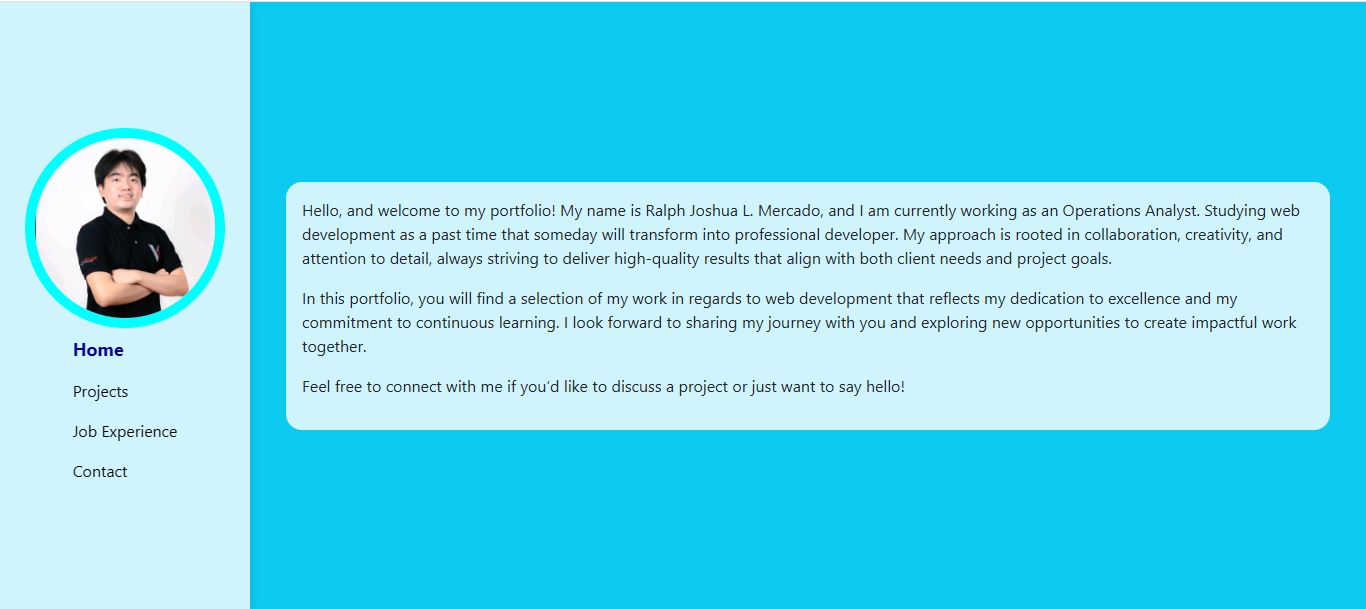 Home
Projects
Job Experience
Contact
Hello, and welcome to my portfolio! My name is Ralph Joshua L. Mercado, and I am currently working as an Operations Analyst. Studying web
development as a past time that someday will transform into professional developer. My approach is rooted in collaboration, creativity, and
attention to detail, always striving to deliver high-quality results that align with both client needs and project goals.
In this portfolio, you will find a selection of my work in regards to web development that reflects my dedication to excellence and my
commitment to continuous learning. I look forward to sharing my journey with you and exploring new opportunities to create impactful work
together.
Feel free to connect with me if you’d like to discuss a project or just want to say hello!